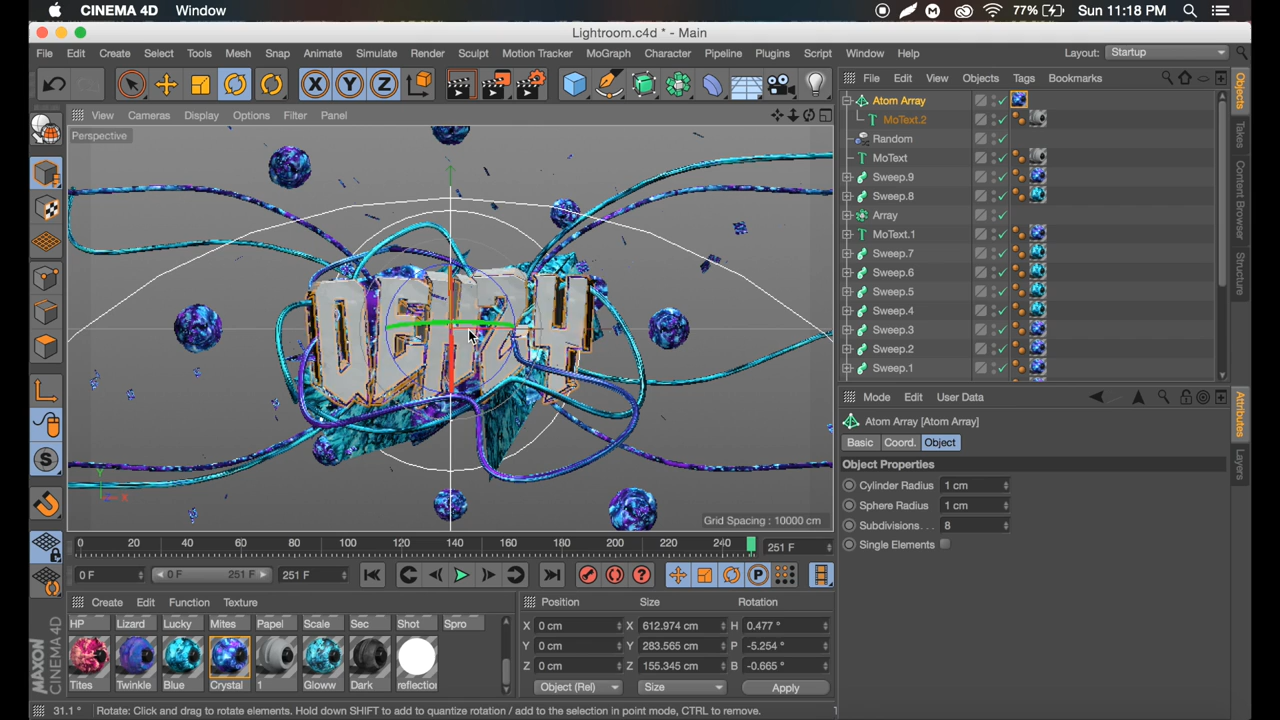 CINEMA 4D Window 77% Sun 11:18 PM
Lightroom.c4d * - Main
File Edit Create Select Tools Mesh Snap Animate Simulate Render Sculpt Motion Tracker MoGraph Character Pipeline Plugins Script Window Help Layout: Startup
X Y Z File Edit View Objects Tags Bookmarks
View Cameras Display Options Filter Panel
Perspective
Atom Array
MoText.2
Random
MoText
Sweep.9
Sweep.8
Array
MoText.1
Sweep.7
Sweep.6
Sweep.5
Sweep.4
Sweep.3
Sweep.2
Sweep.1
Objects
Takes
Content Browser
Structure
Y
X
Grid Spacing : 10000 cm
Mode Edit User Data
Atom Array [Atom Array]
Basic Coord. Object
Object Properties
Cylinder Radius 1 cm
Sphere Radius 1 cm
Subdivisions. . . 8
Single Elements
Attributes
Layers
S
0 20 40 60 80 100 120 140 160 180 200 220 240 251 F
0 F 0 F 251 F 251 F P
Create Edit Function Texture
HP Lizard Lucky Mites Papel Scale Sec Shot Spro
Tites Twinkle Blue Crystal 1 Gloww Dark reflection
Position Size Rotation
X 0 cm X 612.974 cm H 0.477 °
Y 0 cm Y 283.565 cm P -5.254 °
Z 0 cm Z 155.345 cm B -0.665 °
Object (Rel) Size Apply
MAXON
CINEMA 4D
31.1 ° Rotate: Click and drag to rotate elements. Hold down SHIFT to add to quantize rotation / add to the selection in point mode, CTRL to remove.